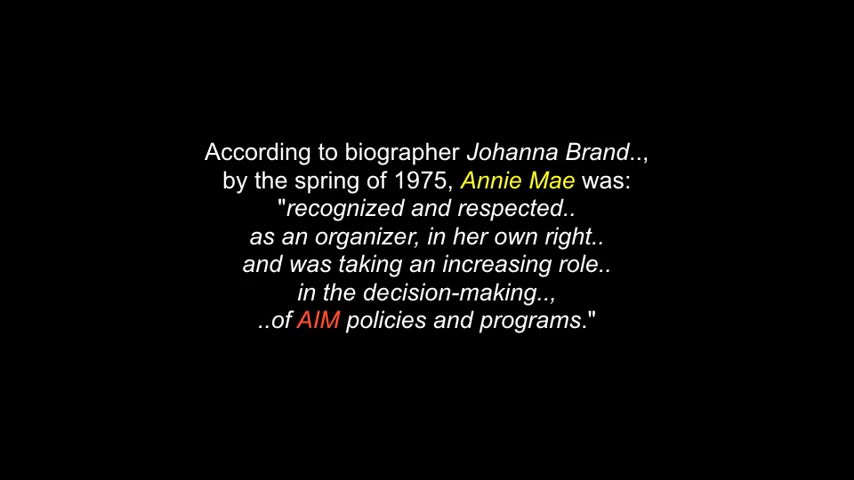 According to biographer Johanna Brand..,
by the spring of 1975, Annie Mae was:
"recognized and respected..
as an organizer, in her own right..
and was taking an increasing role..
in the decision-making..,
..of AIM policies and programs."